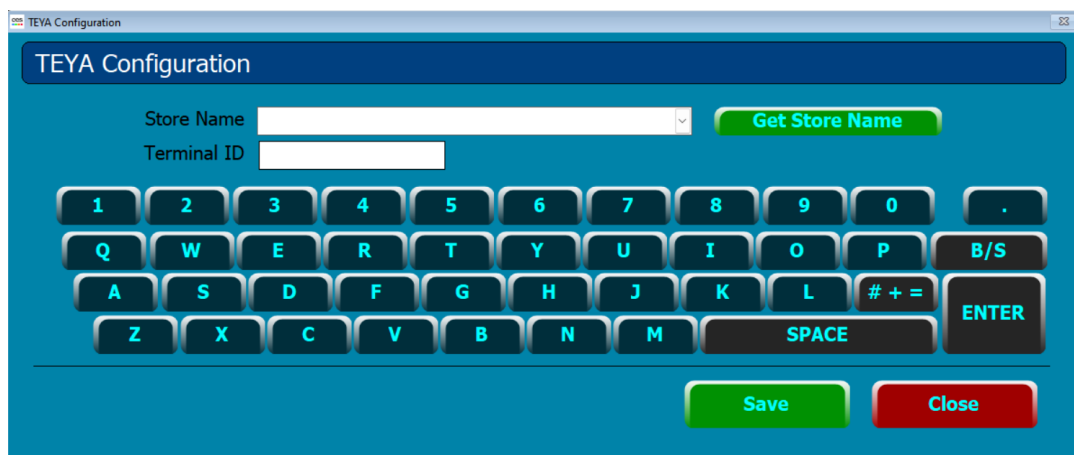 ces TEYA Configuration
TEYA Configuration
Store Name Get Store Name
Terminal ID
1 2 3 4 5 6 7 8 9 0 .
Q W E R T Y U I O P B/S
A S D F G H J K L # + = ENTER
Z X C V B N M SPACE
Save Close